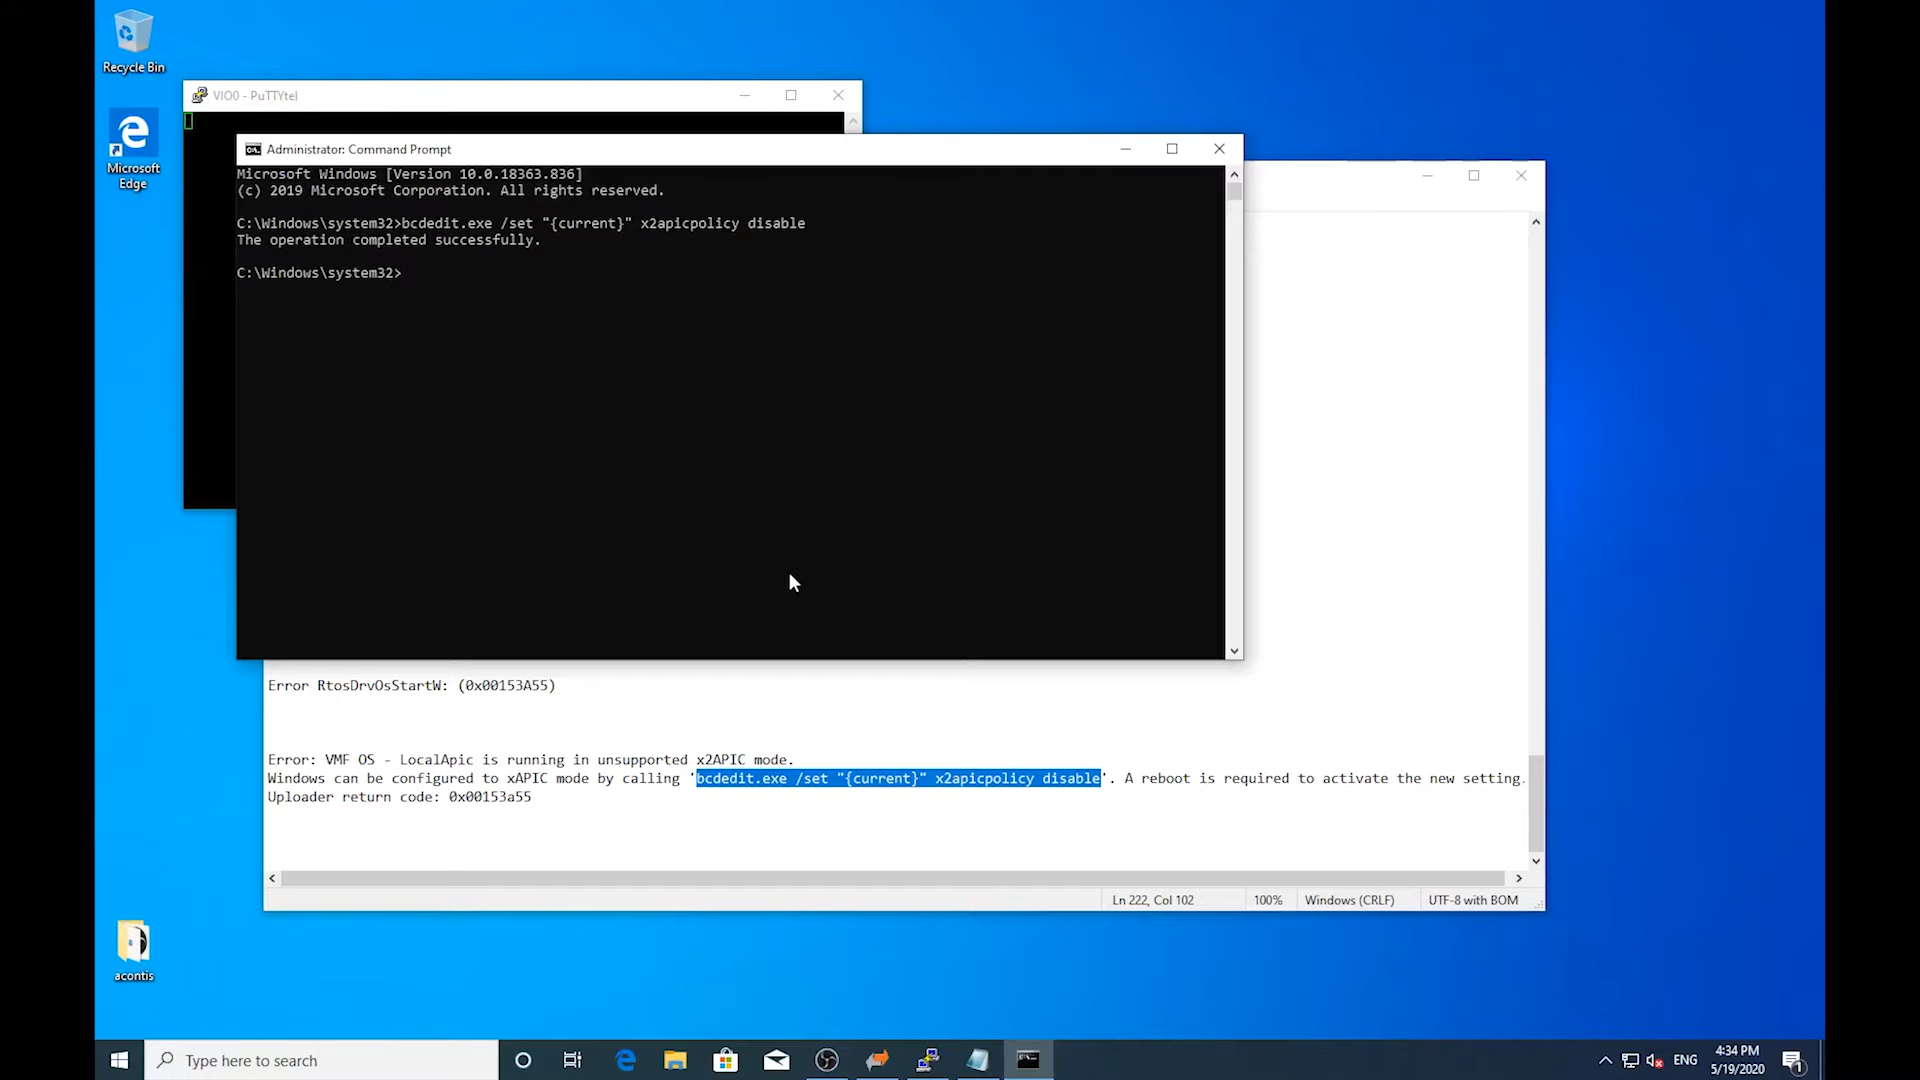 Recycle Bin
Microsoft
Edge
VIO0 - PuTTYtel
Administrator: Command Prompt
Microsoft Windows [Version 10.0.18363.836]
(c) 2019 Microsoft Corporation. All rights reserved.
C:\Windows\system32>bcdedit.exe /set "{current}" x2apicpolicy disable
The operation completed successfully.
C:\Windows\system32>
Error RtosDrvOsStartW: (0x00153A55)
Error: VMF OS - LocalApic is running in unsupported x2APIC mode.
Windows can be configured to xAPIC mode by calling 'bcdedit.exe /set "{current}" x2apicpolicy disable'. A reboot is required to activate the new setting.
Uploader return code: 0x00153a55
Ln 222, Col 102
100%
Windows (CRLF)
UTF-8 with BOM
acontis
Type here to search
ENG
4:34 PM
5/19/2020
1